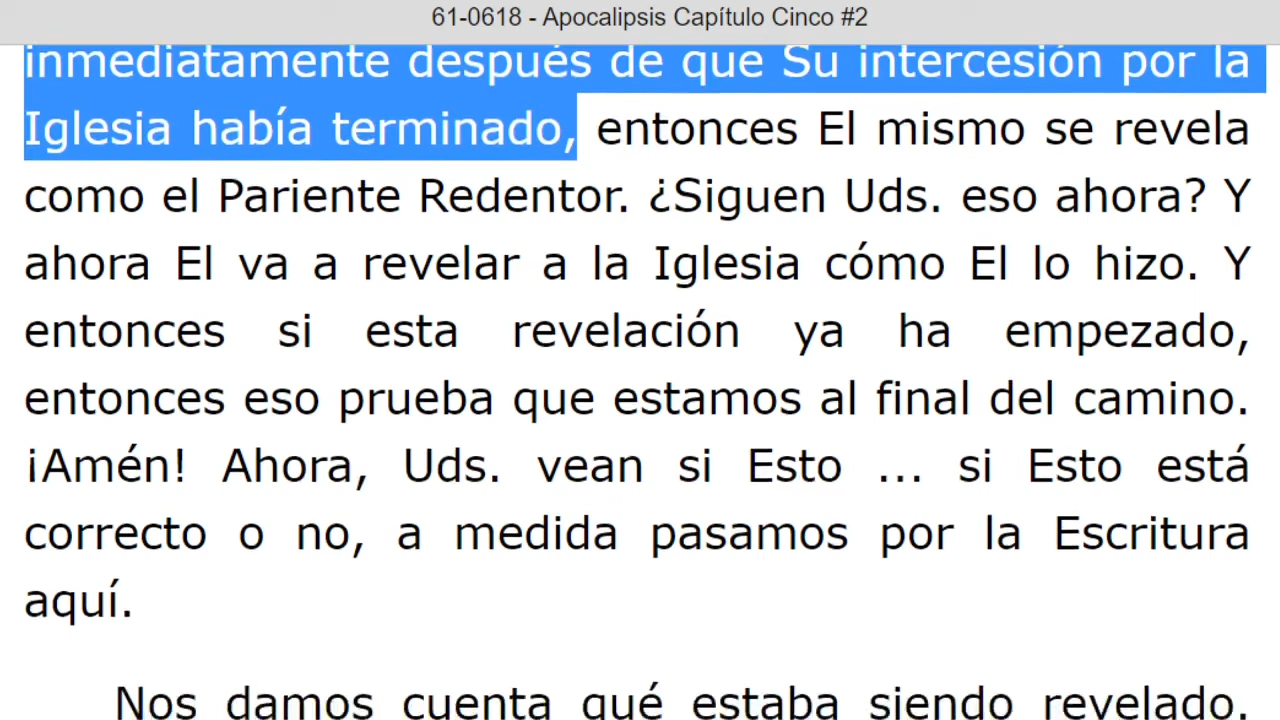 61-0618 - Apocalipsis Capítulo Cinco #2
inmediatamente después de que Su intercesión por la
Iglesia había terminado, entonces El mismo se revela
como el Pariente Redentor. ¿Siguen Uds. eso ahora? Y
ahora El va a revelar a la Iglesia cómo El lo hizo. Y
entonces si esta revelación ya ha empezado,
entonces eso prueba que estamos al final del camino.
¡Amén! Ahora, Uds. vean si Esto ... si Esto está
correcto o no, a medida pasamos por la Escritura
aquí.
Nos damos cuenta qué estaba siendo revelado.